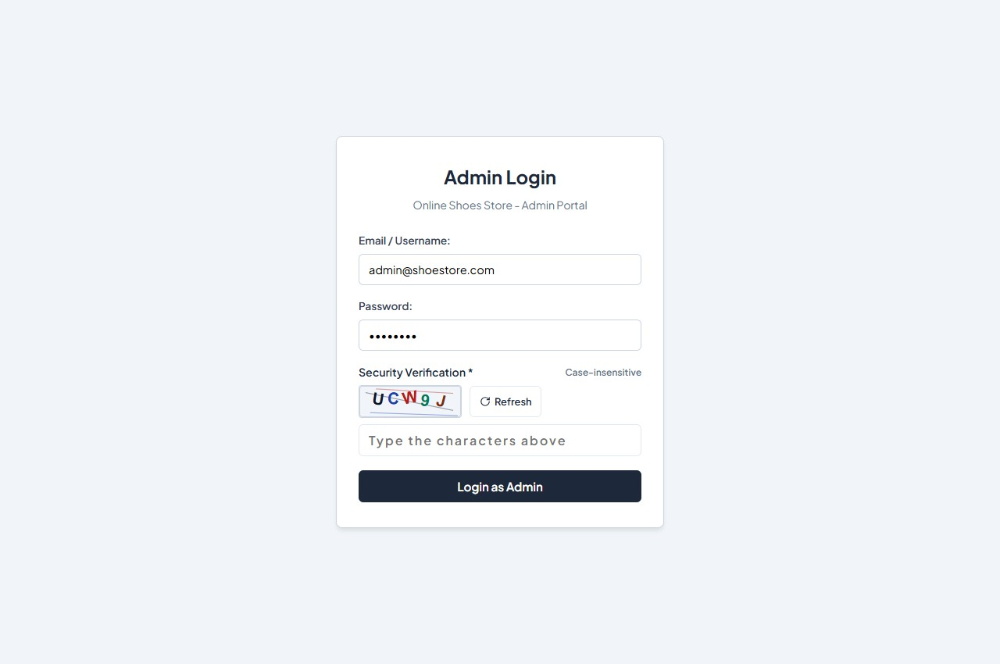 Admin Login
Online Shoes Store - Admin Portal
Email / Username:
admin@shoestore.com
Password:
••••••••
Security Verification *
Case-insensitive
UCW9J
Refresh
Type the characters above
Login as Admin